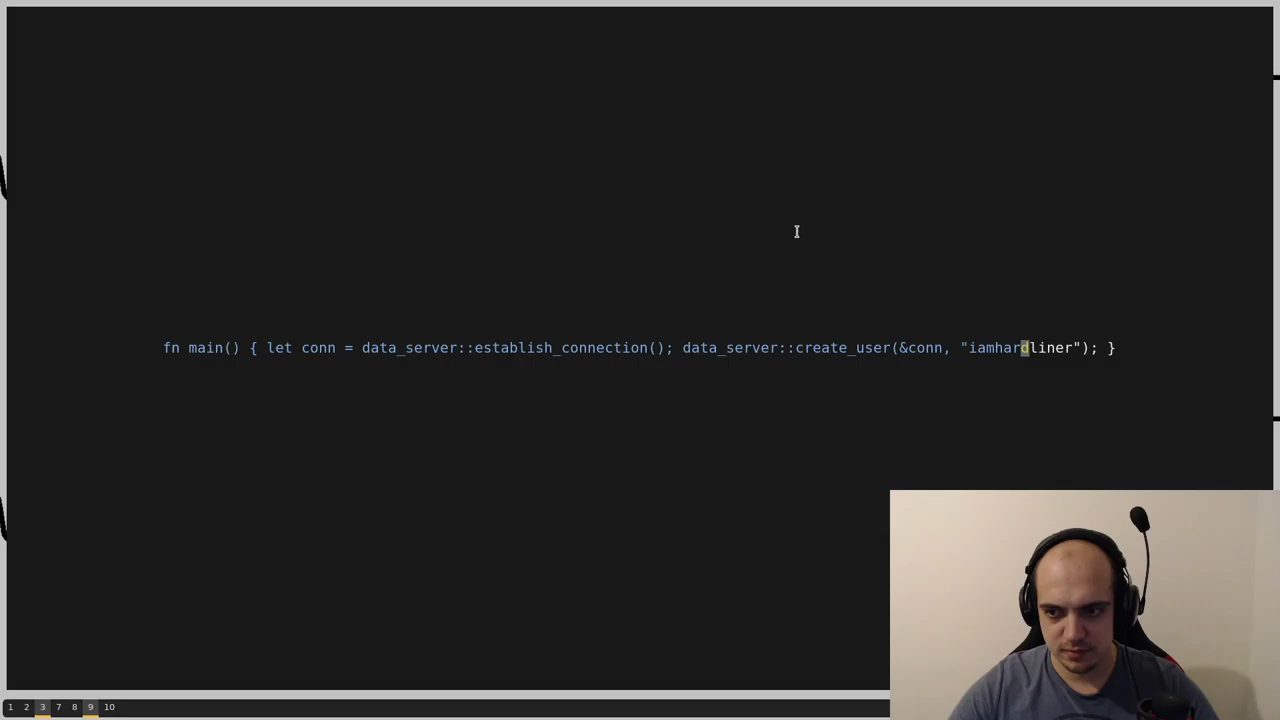 fn main() { let conn = data_server::establish_connection(); data_server::create_user(&conn, "iamhardliner"); }
1 2 3 7 8 9 10